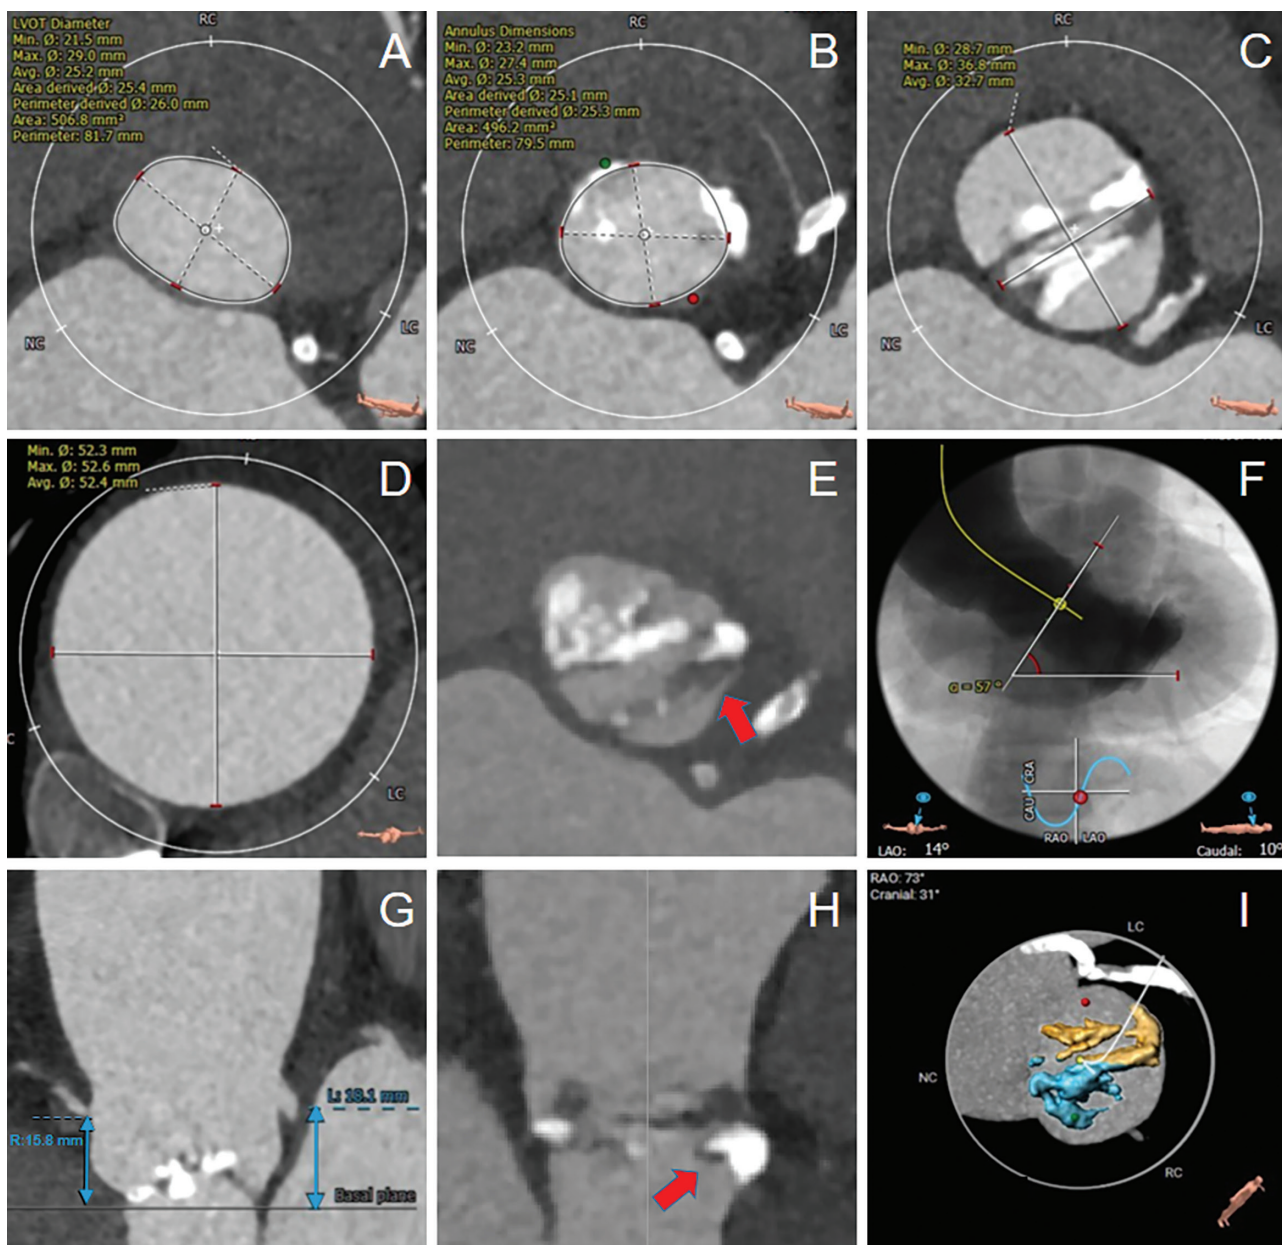 LVOT Diameter
Min. Ø: 21.5 mm
Max. Ø: 29.0 mm
Avg. Ø: 25.2 mm
Area derived Ø: 25.4 mm
Perimeter derived Ø: 26.0 mm
Area: 506.8 mm²
Perimeter: 81.7 mm
RC
A
NC
LC
Annulus Dimensions
Min. Ø: 23.2 mm
Max. Ø: 27.4 mm
Avg. Ø: 25.3 mm
Area derived Ø: 25.1 mm
Perimeter derived Ø: 25.3 mm
Area: 496.2 mm²
Perimeter: 79.5 mm
RC
B
NC
LC
Min. Ø: 28.7 mm
Max. Ø: 36.8 mm
Avg. Ø: 32.7 mm
RC
C
NC
LC
Min. Ø: 52.3 mm
Max. Ø: 52.6 mm
Avg. Ø: 52.4 mm
D
LC
E
F
α = 57 °
CAU CRA
RAO LAO
LAO: 14°
Caudal: 10°
G
L: 18.1 mm
R:15.8 mm
Basal plane
H
RAO: 73°
Cranial: 31°
I
LC
NC
RC